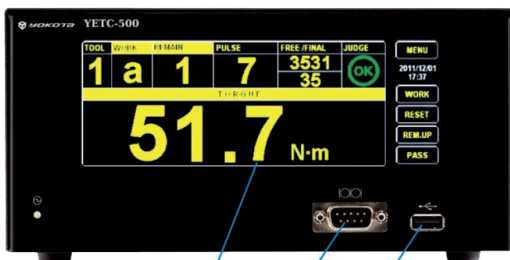 YOKOTA YETC-500
TOOL WORK REMAIN PULSE FREE/FINAL JUDGE
1 a 1 7 3531 OK
35
TORQUE
51.7 N·m
MENU
2011/12/01
17:37
WORK
RESET
REM.UP
PASS
IOIOI